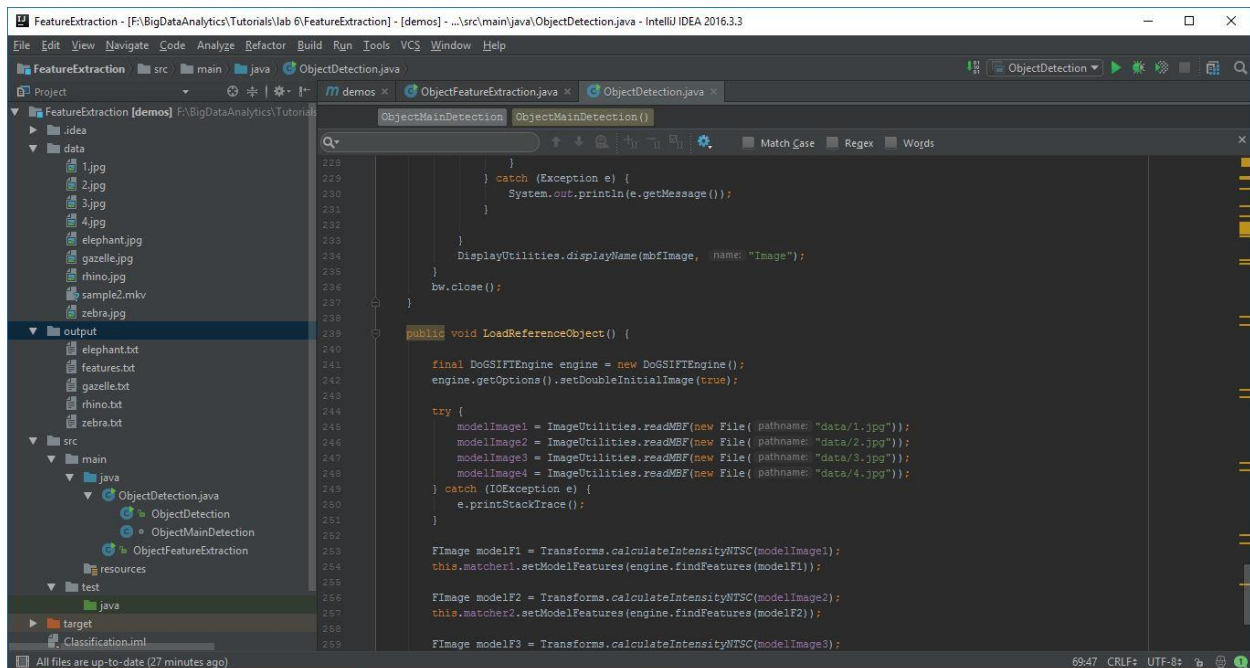 FeatureExtraction - [F:\BigDataAnalytics\Tutorials\lab 6\FeatureExtraction] - [demos] - ...\src\main\java\ObjectDetection.java - IntelliJ IDEA 2016.3.3
File Edit View Navigate Code Analyze Refactor Build Run Tools VCS Window Help
FeatureExtraction src main java ObjectDetection.java
ObjectDetection
Project
demos ObjectFeatureExtraction.java ObjectDetection.java
FeatureExtraction [demos] F:\BigDataAnalytics\Tutorials
.idea
data
1.jpg
2.jpg
3.jpg
4.jpg
elephant.jpg
gazelle.jpg
rhino.jpg
sample2.mkv
zebra.jpg
output
elephant.txt
features.txt
gazelle.txt
rhino.txt
zebra.txt
src
main
java
ObjectDetection.java
ObjectDetection
ObjectMainDetection
ObjectFeatureExtraction
resources
test
java
target
Classification.iml
ObjectMainDetection ObjectMainDetection()
Match Case Regex Words
228 }
229 } catch (Exception e) {
230 System.out.println(e.getMessage());
231 }
232
233 }
234 DisplayUtilities.displayName(mbfImage, name: "Image");
235 }
236 bw.close();
237 }
238
239 public void LoadReferenceObject() {
240
241 final DoGSIFTEngine engine = new DoGSIFTEngine();
242 engine.getOptions().setDoubleInitialImage(true);
243
244 try {
245 modelImage1 = ImageUtilities.readMBF(new File( pathname: "data/1.jpg"));
246 modelImage2 = ImageUtilities.readMBF(new File( pathname: "data/2.jpg"));
247 modelImage3 = ImageUtilities.readMBF(new File( pathname: "data/3.jpg"));
248 modelImage4 = ImageUtilities.readMBF(new File( pathname: "data/4.jpg"));
249 } catch (IOException e) {
250 e.printStackTrace();
251 }
252
253 FImage modelF1 = Transforms.calculateIntensityNTSC(modelImage1);
254 this.matcher1.setModelFeatures(engine.findFeatures(modelF1));
255
256 FImage modelF2 = Transforms.calculateIntensityNTSC(modelImage2);
257 this.matcher2.setModelFeatures(engine.findFeatures(modelF2));
258
259 FImage modelF3 = Transforms.calculateIntensityNTSC(modelImage3);
All files are up-to-date (27 minutes ago)
69:47 CRLF UTF-8 1